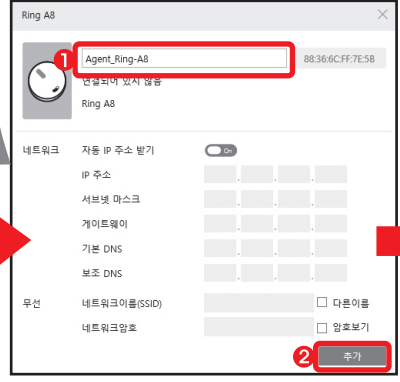 Ring A8
1 Agent_Ring-A8 88:36:6C:FF:7E:5B
연결되어 있지 않음
Ring A8
네트워크 자동 IP 주소 받기 On
IP 주소
서브넷 마스크
게이트웨이
기본 DNS
보조 DNS
무선 네트워크이름(SSID) 다른이름
네트워크암호 암호보기
2 추가